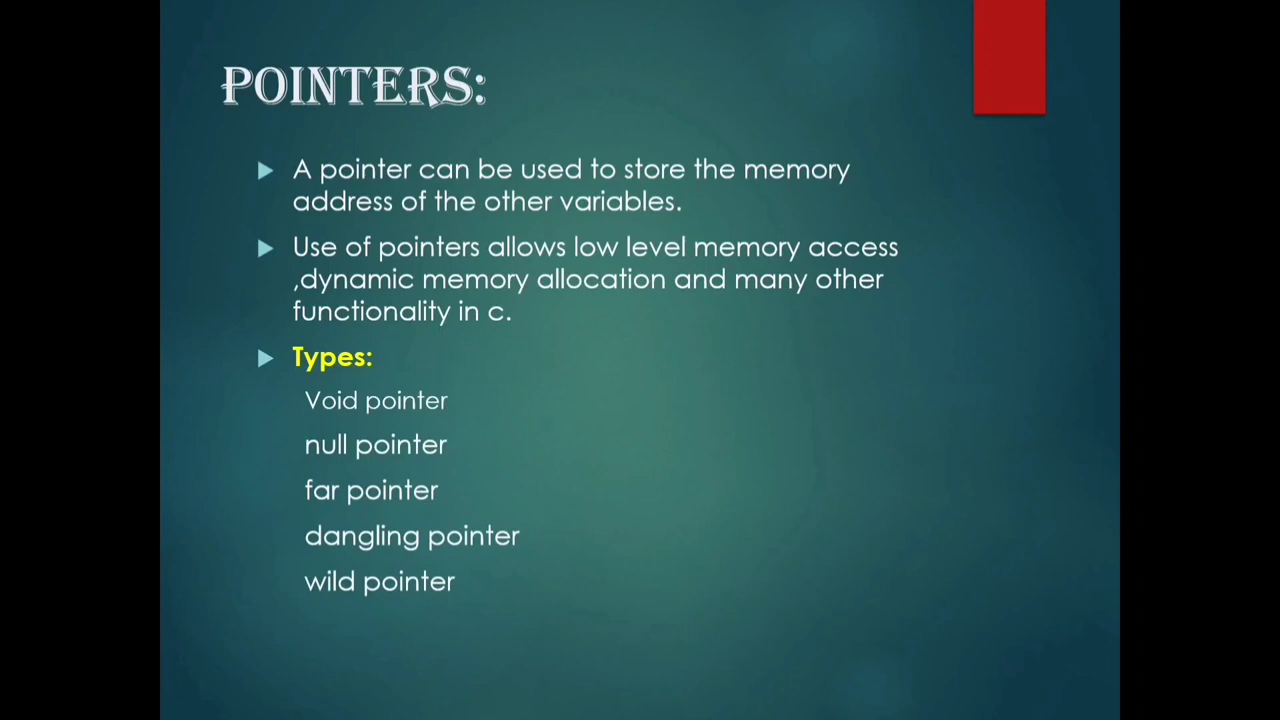 POINTERS:
A pointer can be used to store the memory
address of the other variables.
Use of pointers allows low level memory access
,dynamic memory allocation and many other
functionality in c.
Types:
Void pointer
null pointer
far pointer
dangling pointer
wild pointer